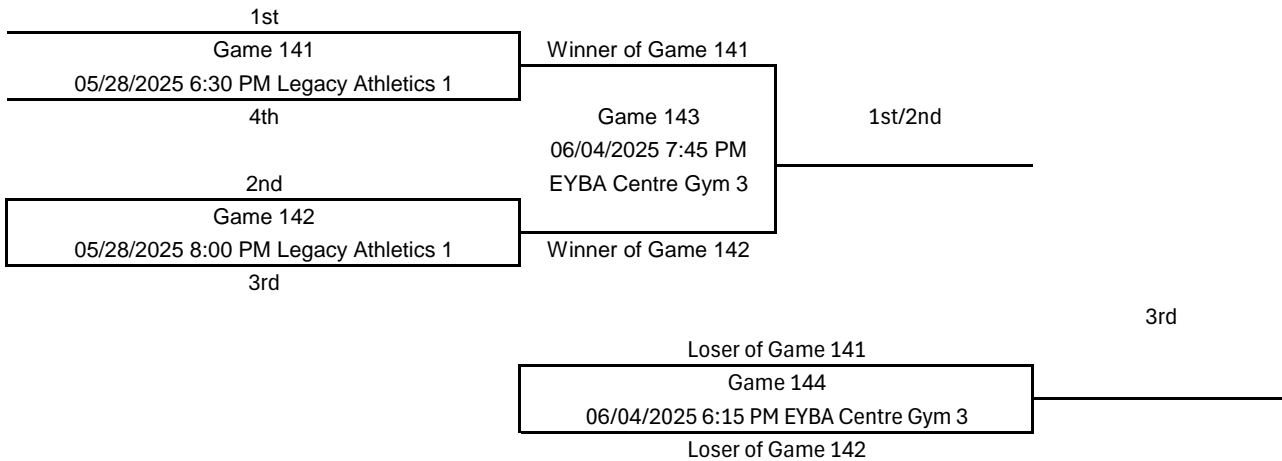 1st
Game 141
Winner of Game 141
05/28/2025 6:30 PM Legacy Athletics 1
4th
Game 143
1st/2nd
06/04/2025 7:45 PM
2nd
EYBA Centre Gym 3
Game 142
05/28/2025 8:00 PM Legacy Athletics 1
Winner of Game 142
3rd
3rd
Loser of Game 141
Game 144
06/04/2025 6:15 PM EYBA Centre Gym 3
Loser of Game 142